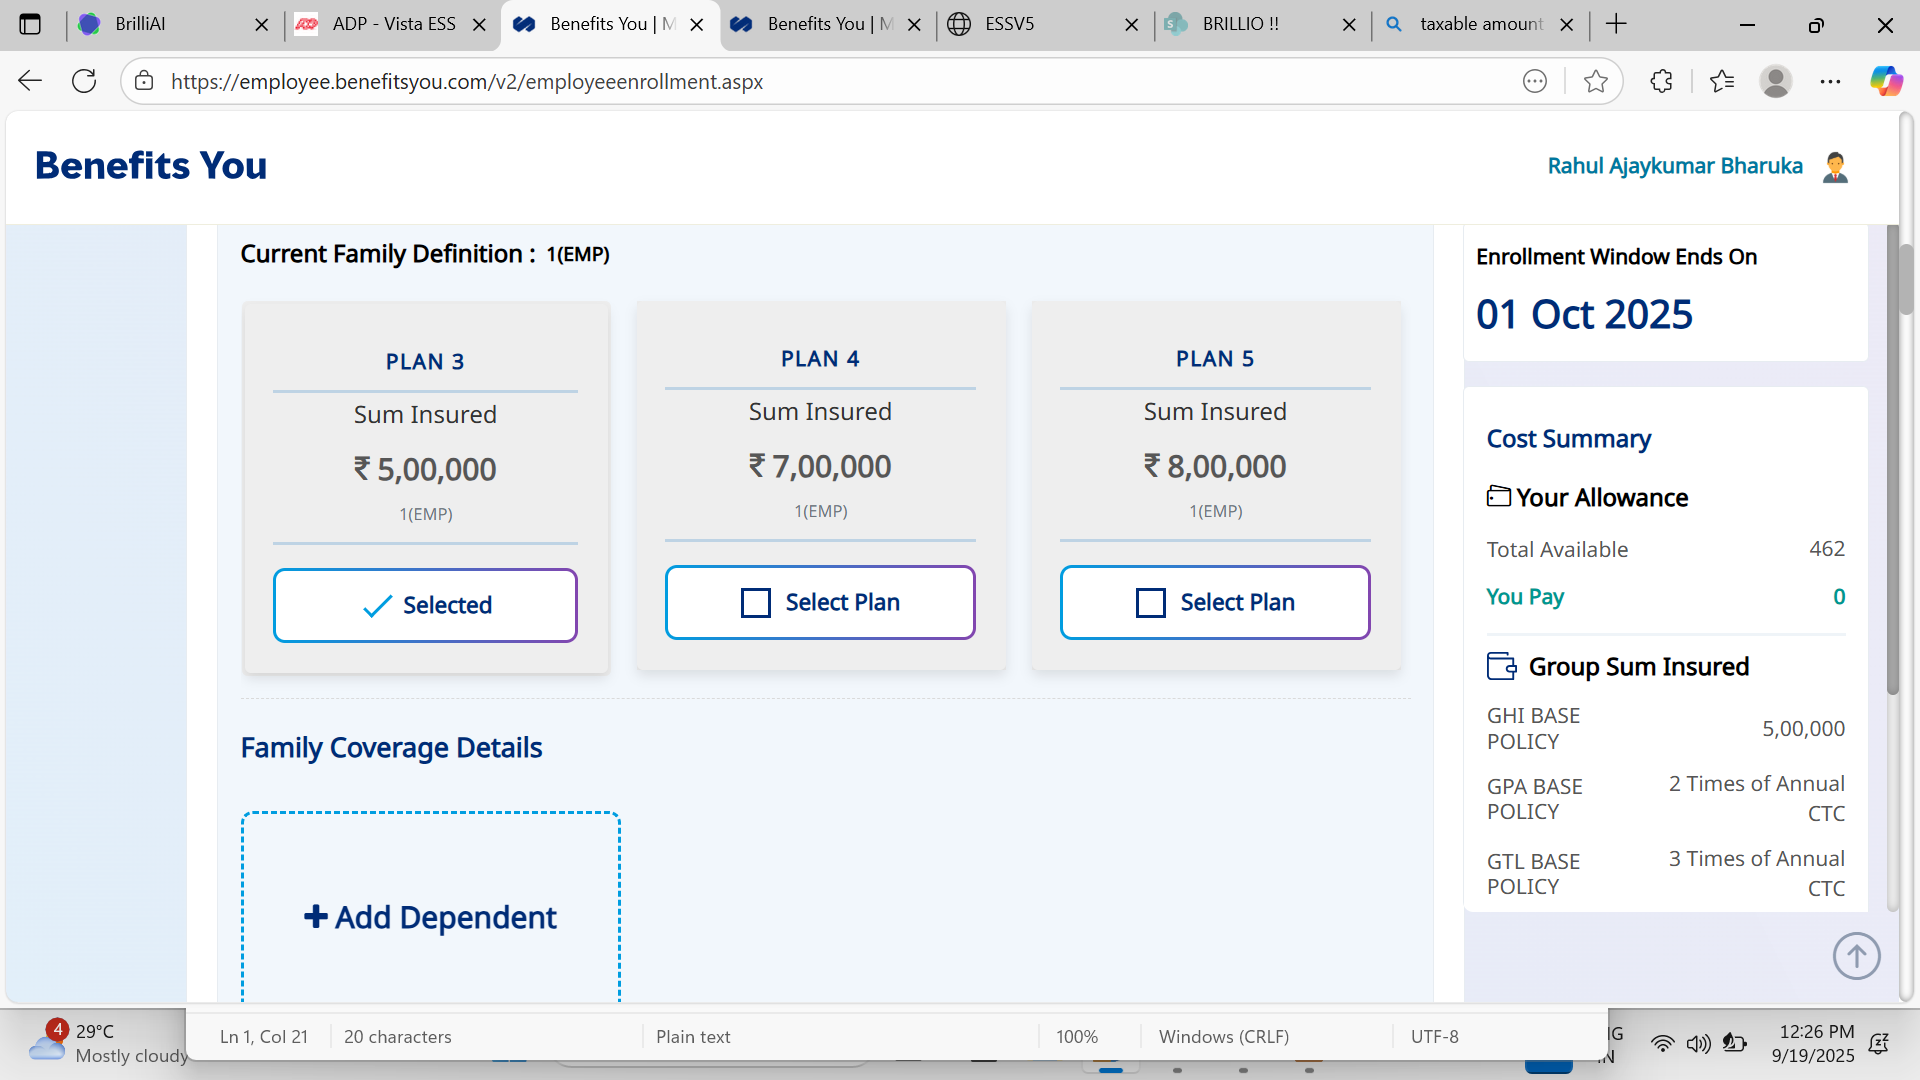 BrilliAI
ADP - Vista ESS
Benefits You | M
Benefits You | M
ESSV5
BRILLIO !!
taxable amount
https://employee.benefitsyou.com/v2/employeeenrollment.aspx
Benefits You
Rahul Ajaykumar Bharuka
Current Family Definition : 1(EMP)
PLAN 3
Sum Insured
₹ 5,00,000
1(EMP)
Selected
PLAN 4
Sum Insured
₹ 7,00,000
1(EMP)
Select Plan
PLAN 5
Sum Insured
₹ 8,00,000
1(EMP)
Select Plan
Family Coverage Details
+ Add Dependent
Enrollment Window Ends On
01 Oct 2025
Cost Summary
Your Allowance
Total Available 462
You Pay 0
Group Sum Insured
GHI BASE
POLICY
5,00,000
GPA BASE
POLICY
2 Times of Annual
CTC
GTL BASE
POLICY
3 Times of Annual
CTC
Ln 1, Col 21
20 characters
Plain text
100%
Windows (CRLF)
UTF-8
4
29°C
Mostly cloudy
12:26 PM
9/19/2025